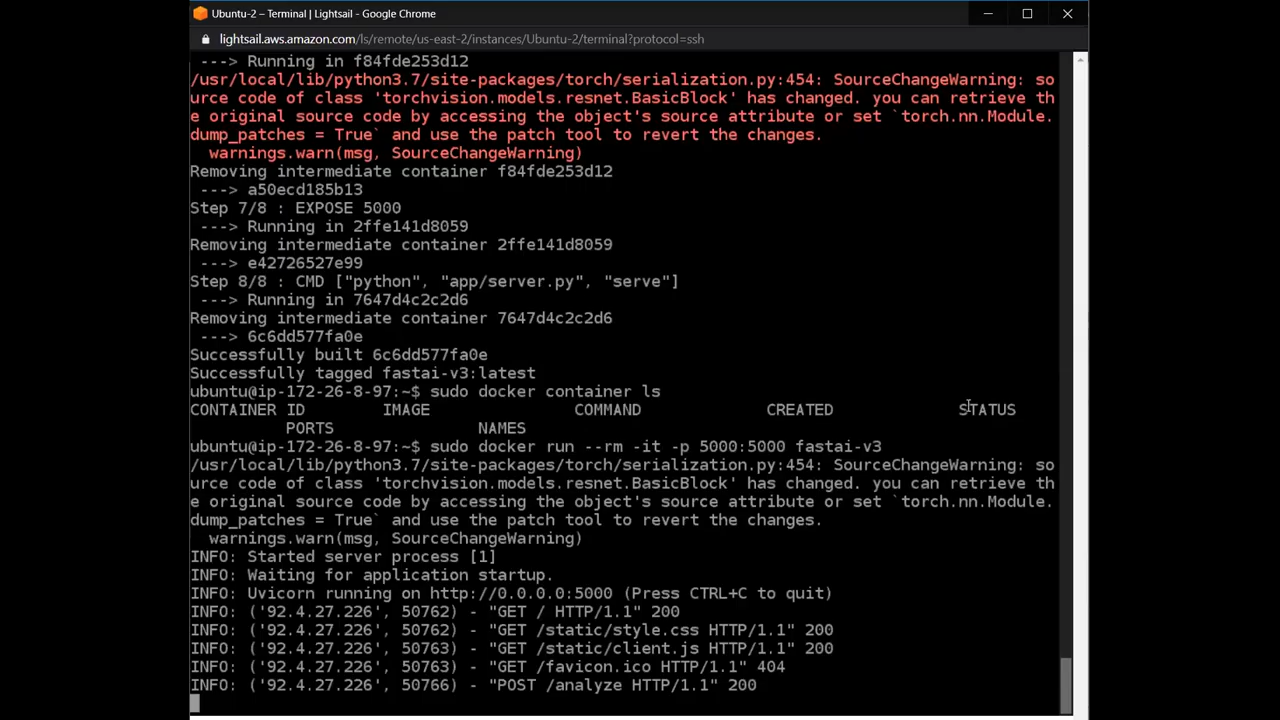 Ubuntu-2 – Terminal | Lightsail - Google Chrome
lightsail.aws.amazon.com/ls/remote/us-east-2/instances/Ubuntu-2/terminal?protocol=ssh
---> Running in f84fde253d12
/usr/local/lib/python3.7/site-packages/torch/serialization.py:454: SourceChangeWarning: so
urce code of class 'torchvision.models.resnet.BasicBlock' has changed. you can retrieve th
e original source code by accessing the object's source attribute or set `torch.nn.Module.
dump_patches = True` and use the patch tool to revert the changes.
warnings.warn(msg, SourceChangeWarning)
Removing intermediate container f84fde253d12
---> a50ecd185b13
Step 7/8 : EXPOSE 5000
---> Running in 2ffe141d8059
Removing intermediate container 2ffe141d8059
---> e42726527e99
Step 8/8 : CMD ["python", "app/server.py", "serve"]
---> Running in 7647d4c2c2d6
Removing intermediate container 7647d4c2c2d6
---> 6c6dd577fa0e
Successfully built 6c6dd577fa0e
Successfully tagged fastai-v3:latest
ubuntu@ip-172-26-8-97:~$ sudo docker container ls
CONTAINER ID IMAGE COMMAND CREATED STATUS
PORTS NAMES
ubuntu@ip-172-26-8-97:~$ sudo docker run --rm -it -p 5000:5000 fastai-v3
/usr/local/lib/python3.7/site-packages/torch/serialization.py:454: SourceChangeWarning: so
urce code of class 'torchvision.models.resnet.BasicBlock' has changed. you can retrieve th
e original source code by accessing the object's source attribute or set `torch.nn.Module.
dump_patches = True` and use the patch tool to revert the changes.
warnings.warn(msg, SourceChangeWarning)
INFO: Started server process [1]
INFO: Waiting for application startup.
INFO: Uvicorn running on http://0.0.0.0:5000 (Press CTRL+C to quit)
INFO: ('92.4.27.226', 50762) - "GET / HTTP/1.1" 200
INFO: ('92.4.27.226', 50762) - "GET /static/style.css HTTP/1.1" 200
INFO: ('92.4.27.226', 50763) - "GET /static/client.js HTTP/1.1" 200
INFO: ('92.4.27.226', 50763) - "GET /favicon.ico HTTP/1.1" 404
INFO: ('92.4.27.226', 50766) - "POST /analyze HTTP/1.1" 200